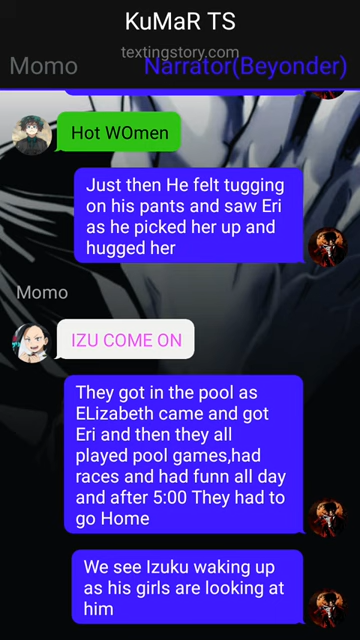 KuMaR TS
textingstory.com
Momo
Narrator(Beyonder)
Hot WOmen
Just then He felt tugging
on his pants and saw Eri
as he picked her up and
hugged her
Momo
IZU COME ON
They got in the pool as
ELizabeth came and got
Eri and then they all
played pool games,had
races and had funn all day
and after 5:00 They had to
go Home
We see Izuku waking up
as his girls are looking at
him